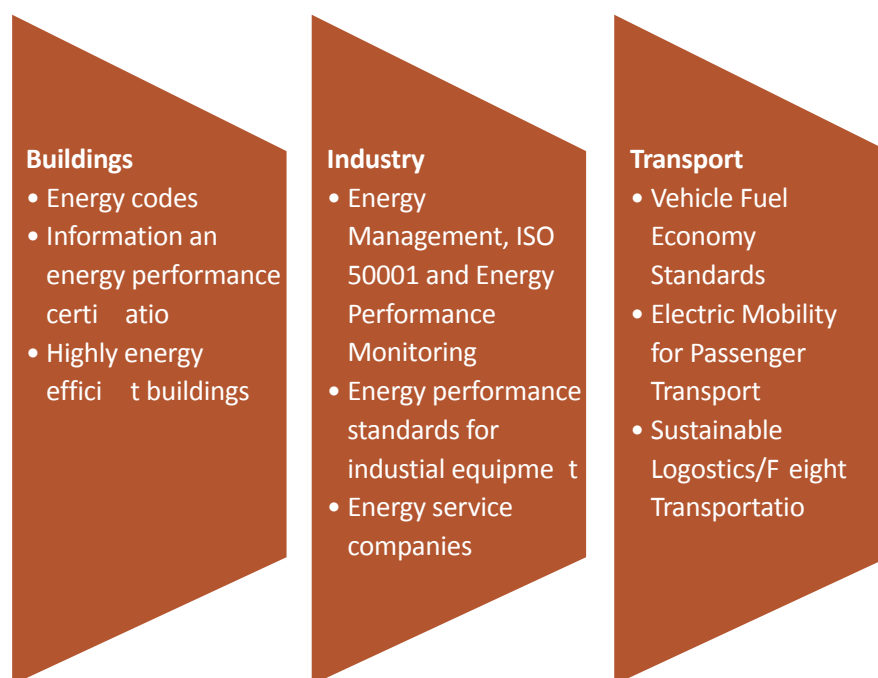 Buildings
• Energy codes
• Information an
energy performance
certi atio
• Highly energy
effici t buildings
Industry
• Energy
Management, ISO
50001 and Energy
Performance
Monitoring
• Energy performance
standards for
industial equipme t
• Energy service
companies
Transport
• Vehicle Fuel
Economy
Standards
• Electric Mobility
for Passenger
Transport
• Sustainable
Logostics/F eight
Transportatio